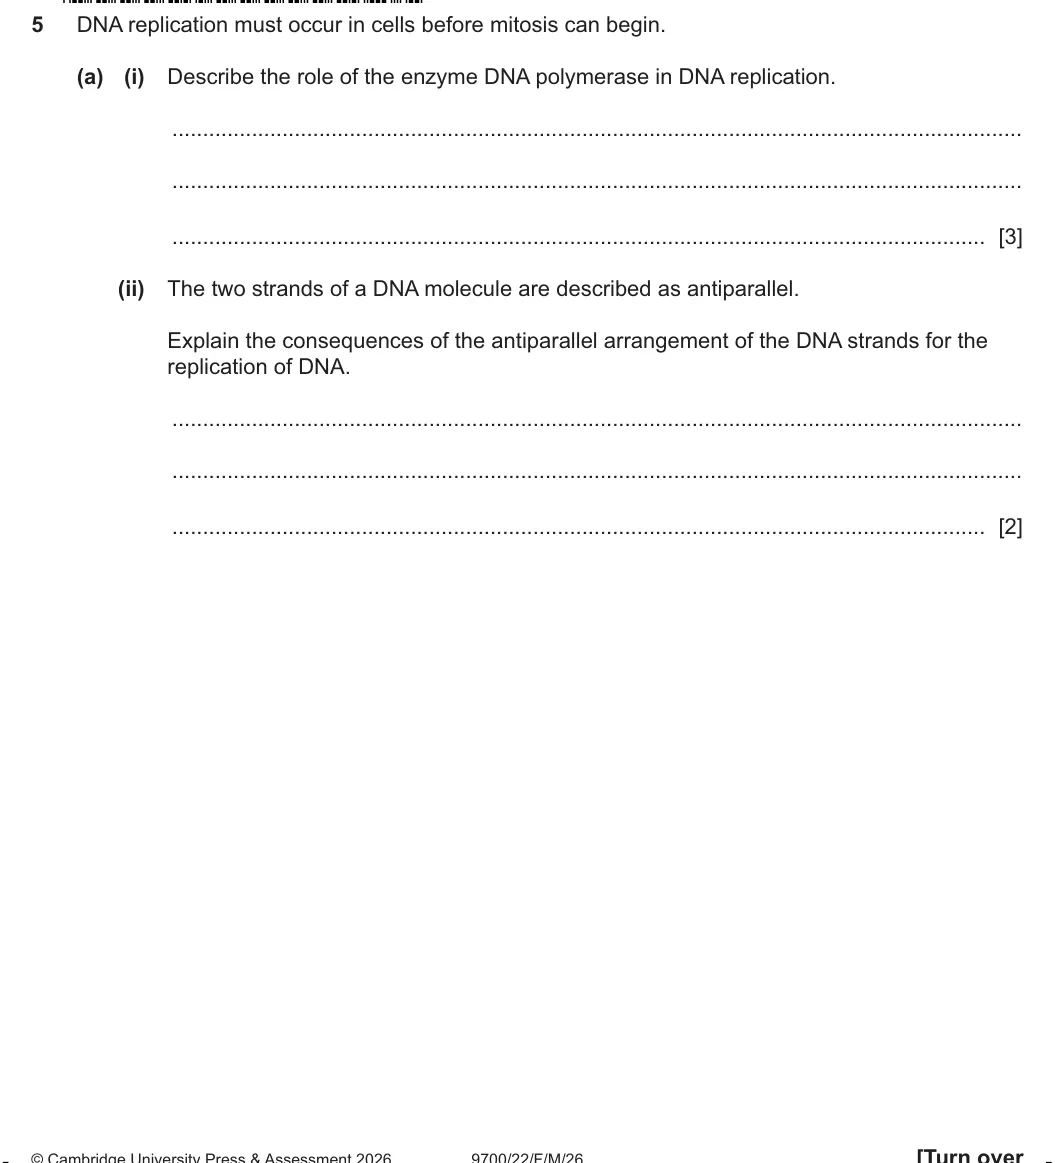 5 DNA replication must occur in cells before mitosis can begin.
(a) (i) Describe the role of the enzyme DNA polymerase in DNA replication.
..........................................................................................................................................
..........................................................................................................................................
.................................................................................................................................... [3]
(ii) The two strands of a DNA molecule are described as antiparallel.
Explain the consequences of the antiparallel arrangement of the DNA strands for the
replication of DNA.
..........................................................................................................................................
..........................................................................................................................................
.................................................................................................................................... [2]
© Cambridge University Press & Assessment 2026 9700/22/F/M/26 [Turn over